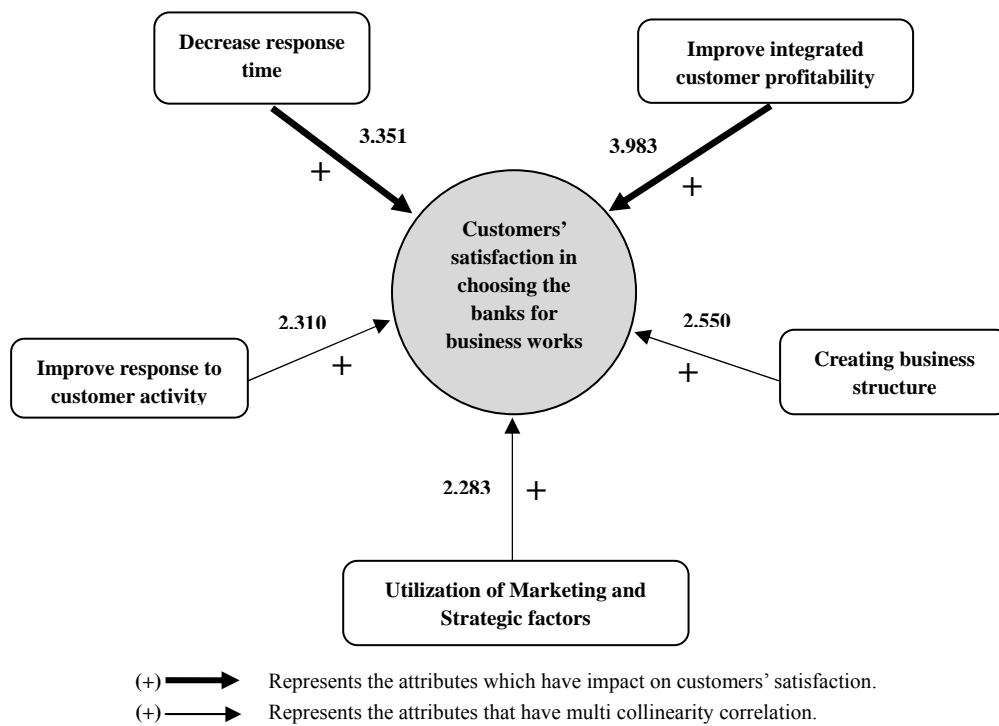 Decrease response
time
Improve integrated
customer profitability
3.351
+
3.983
+
Customers’
satisfaction in
choosing the
banks for
business works
2.310
+
2.550
+
Improve response to
customer activity
Creating business
structure
2.283
+
Utilization of Marketing and
Strategic factors
(+) Represents the attributes which have impact on customers’ satisfaction.
(+) Represents the attributes that have multi collinearity correlation.